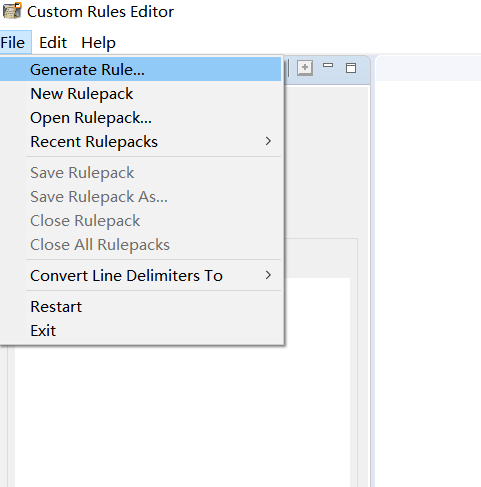 Custom Rules Editor
File Edit Help
Generate Rule...
New Rulepack
Open Rulepack...
Recent Rulepacks
Save Rulepack
Save Rulepack As...
Close Rulepack
Close All Rulepacks
Convert Line Delimiters To
Restart
Exit